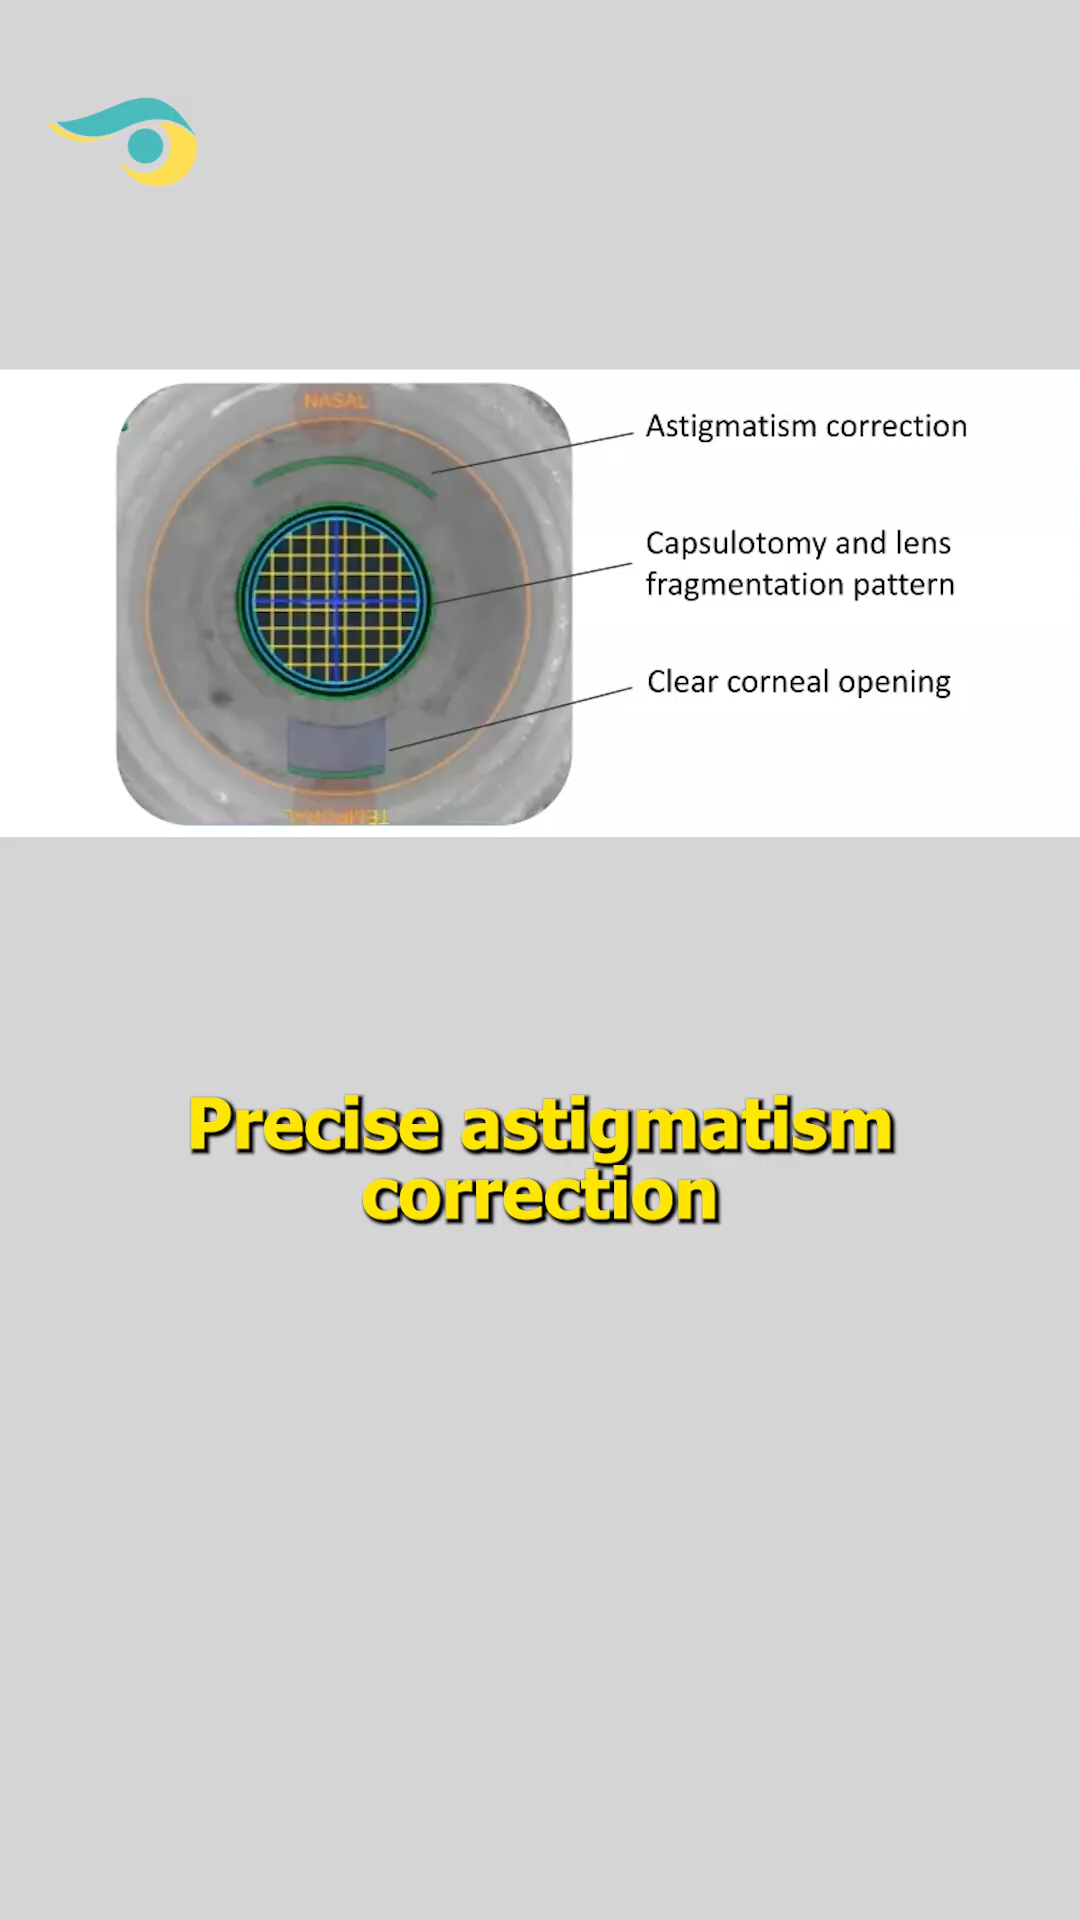 NASAL
Astigmatism correction
Capsulotomy and lens
fragmentation pattern
Clear corneal opening
TEMPORAL
Precise astigmatism
correction